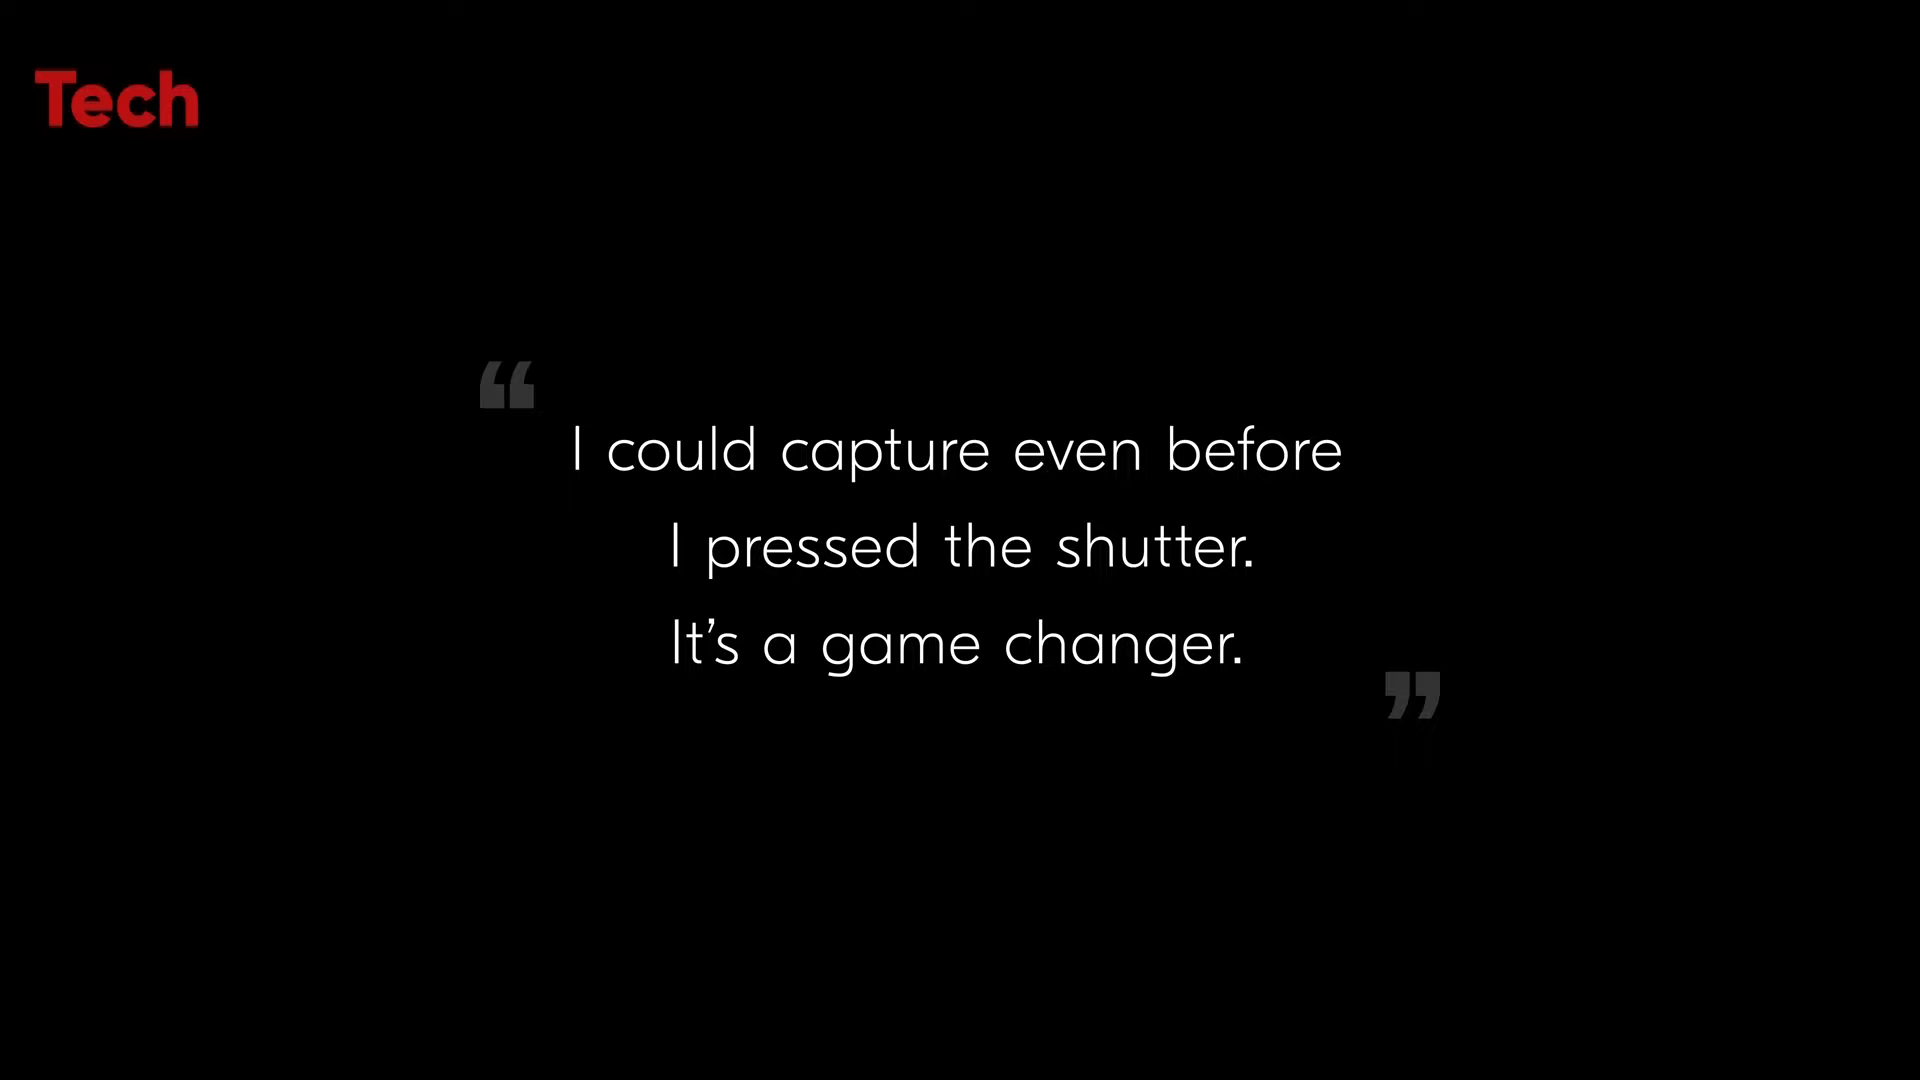 Tech
“
I could capture even before
I pressed the shutter.
It’s a game changer.
”